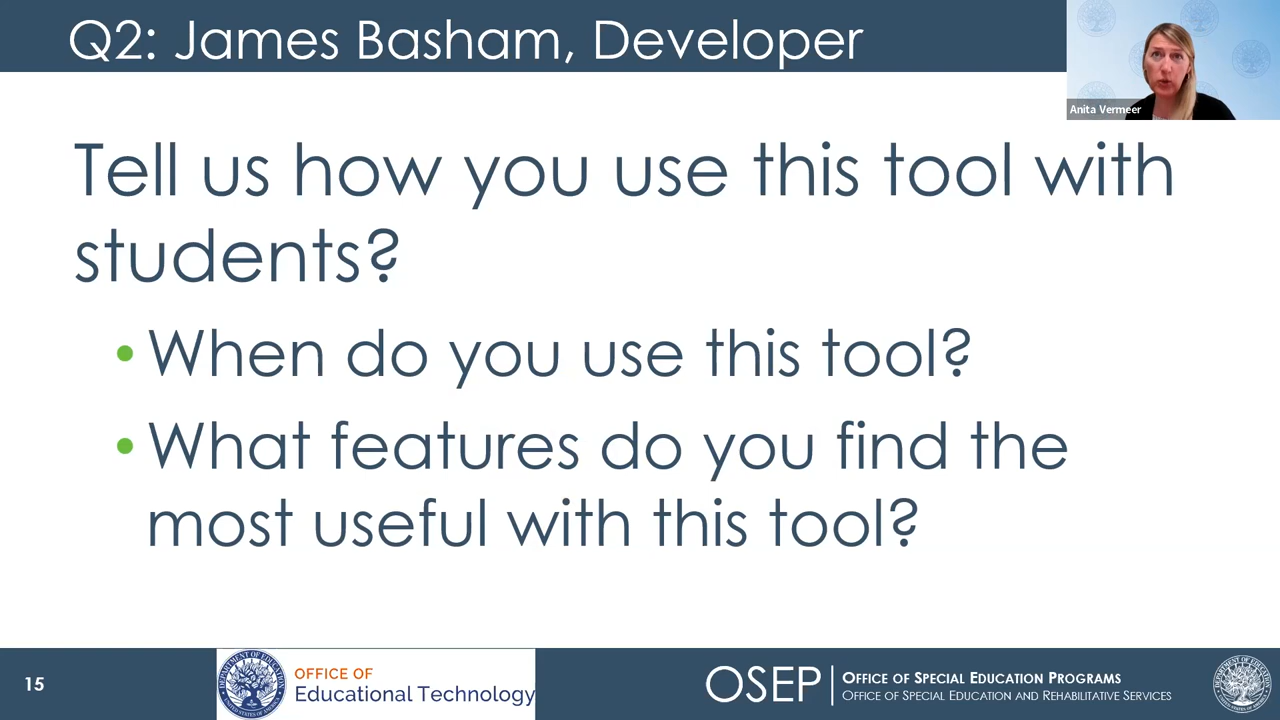 Q2: James Basham, Developer
Anita Vermeer
Tell us how you use this tool with
students?
• When do you use this tool?
• What features do you find the
most useful with this tool?
15
OFFICE OF
Educational Technology
OSEP
OFFICE OF SPECIAL EDUCATION PROGRAMS
OFFICE OF SPECIAL EDUCATION AND REHABILITATIVE SERVICES